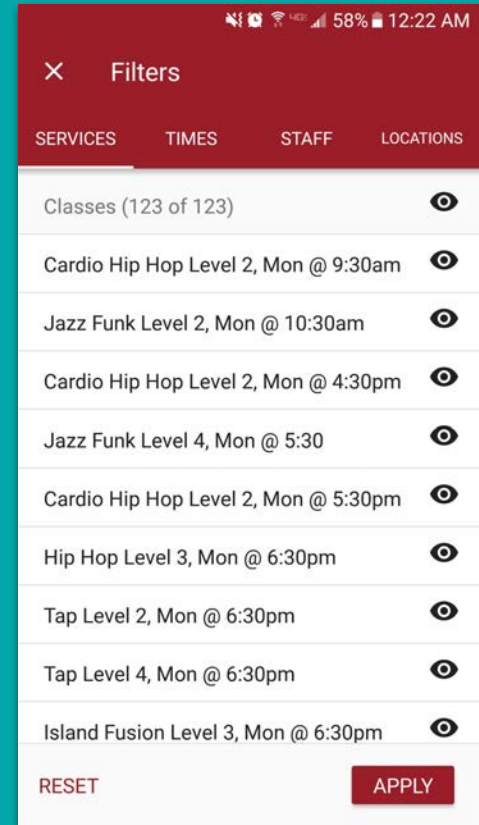 58% 12:22 AM
Filters
SERVICES TIMES STAFF LOCATIONS
Classes (123 of 123)
Cardio Hip Hop Level 2, Mon @ 9:30am
Jazz Funk Level 2, Mon @ 10:30am
Cardio Hip Hop Level 2, Mon @ 4:30pm
Jazz Funk Level 4, Mon @ 5:30
Cardio Hip Hop Level 2, Mon @ 5:30pm
Hip Hop Level 3, Mon @ 6:30pm
Tap Level 2, Mon @ 6:30pm
Tap Level 4, Mon @ 6:30pm
Island Fusion Level 3, Mon @ 6:30pm
RESET APPLY